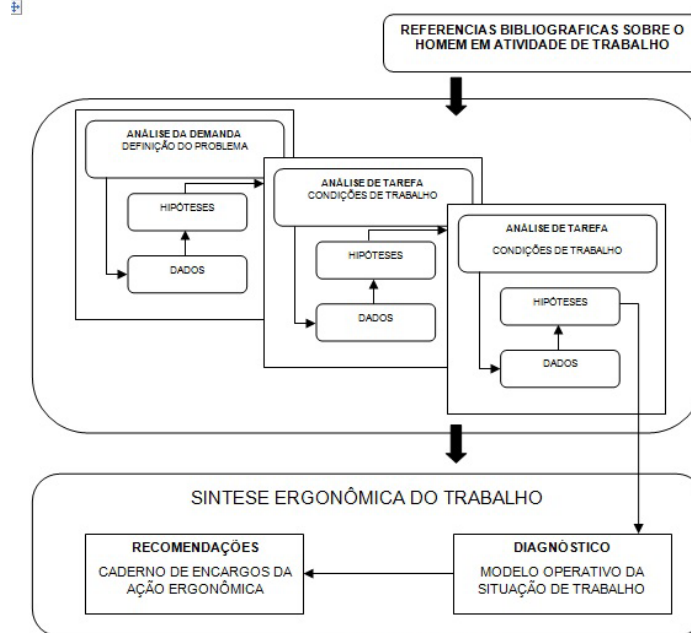 REFERENCIAS BIBLIOGRAFICAS SOBRE O
HOMEM EM ATIVIDADE DE TRABALHO
ANÁLISE DA DEMANDA
DEFINIÇÃO DO PROBLEMA
HIPÓTESES
DADOS
ANÁLISE DE TAREFA
CONDIÇÕES DE TRABALHO
HIPÓTESES
DADOS
ANÁLISE DE TAREFA
CONDIÇÕES DE TRABALHO
HIPÓTESES
DADOS
SINTESE ERGONÔMICA DO TRABALHO
RECOMENDAÇÕES
CADERNO DE ENCARGOS DA
AÇÃO ERGONÔMICA
DIAGNÓSTICO
MODELO OPERATIVO DA
SITUAÇÃO DE TRABALHO